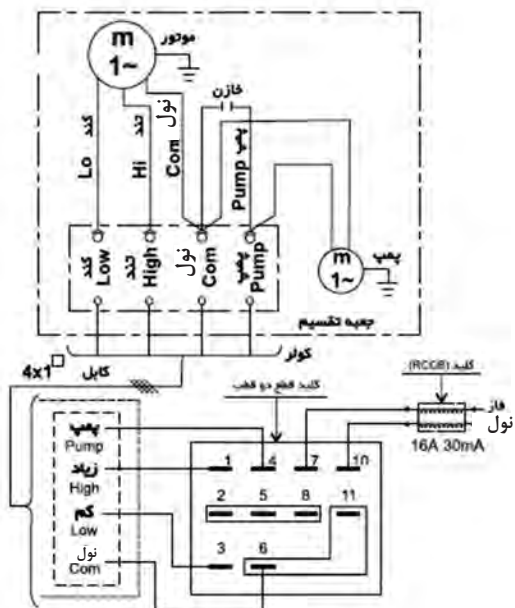 m
1~
موتور
خازن
کند
Lo
تند
Hi
نول
Com
پمپ
Pump
کند
Low
تند
High
نول
Com
پمپ
Pump
m
1~
پمپ
جعبه تقسیم
کولر
4x1
کابل
کلید قطع دو قطب
کلید (RCCB)
فاز
نول
16A 30mA
پمپ
Pump
زیاد
High
کم
Low
نول
Com
1 4 7 10
2 5 8 11
3 6